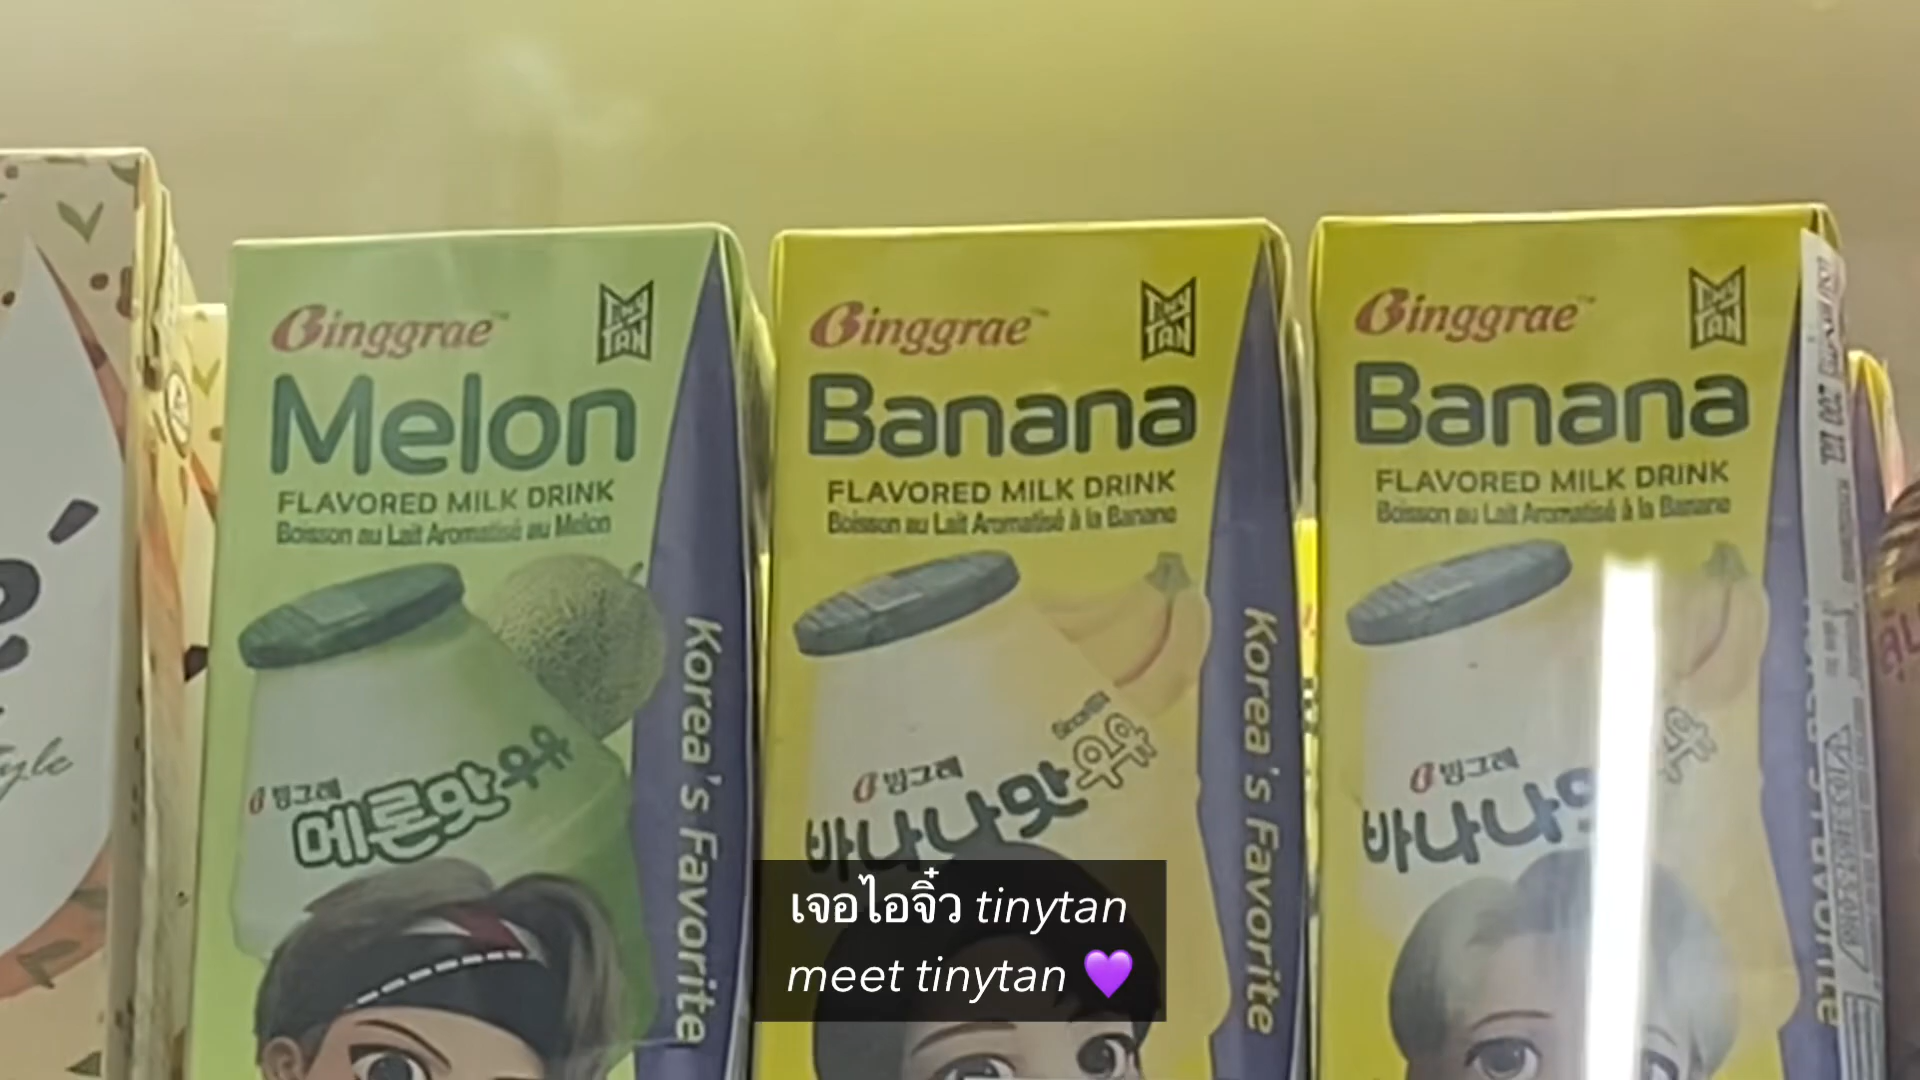 Binggrae
TINY
TAN
Melon
FLAVORED MILK DRINK
Boisson au Lait Aromatisé au Melon
Korea's Favorite
빙그레
메론맛우유
Binggrae
TINY
TAN
Banana
FLAVORED MILK DRINK
Boisson au Lait Aromatisé à la Banane
Korea's Favorite
빙그레
바나나맛우유
Binggrae
TINY
TAN
Banana
FLAVORED MILK DRINK
Boisson au Lait Aromatisé à la Banane
빙그레
바나나
เจอไอจิ๋ว tinytan
meet tinytan 💜